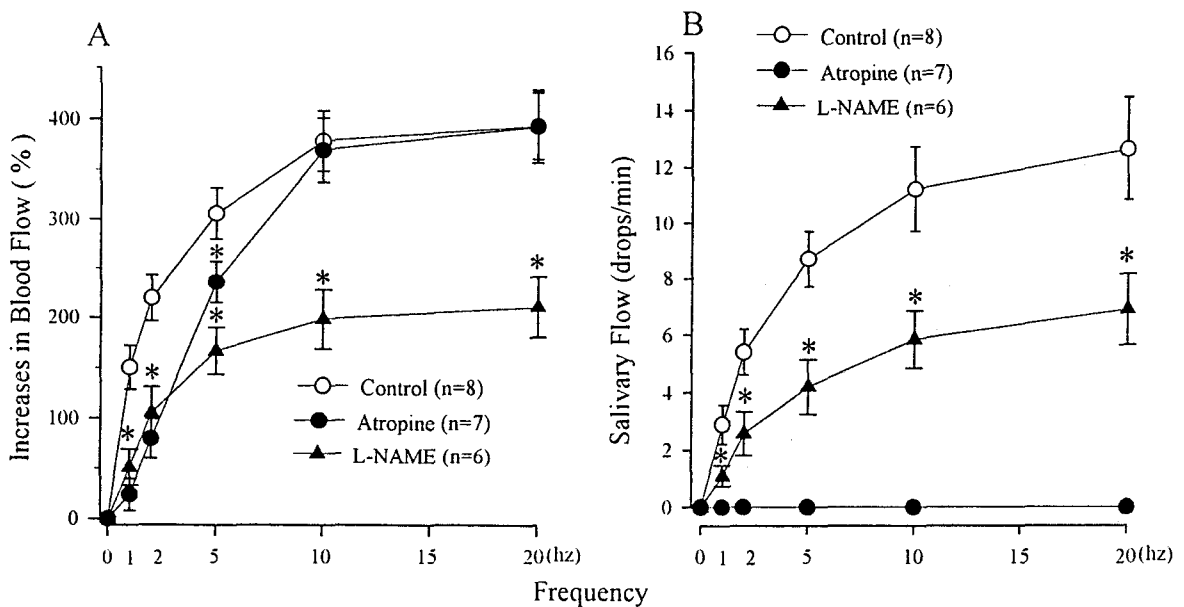 A
Increases in Blood Flow ( % )
400
300
200
100
0
*
*
*
*
*
*
Control (n=8)
Atropine (n=7)
L-NAME (n=6)
0
1
2
5
10
15
20(hz)
B
Control (n=8)
Atropine (n=7)
L-NAME (n=6)
Salivary Flow (drops/min)
16
14
12
10
8
6
4
2
0
*
*
*
*
*
0
1
2
5
10
15
20(hz)
Frequency